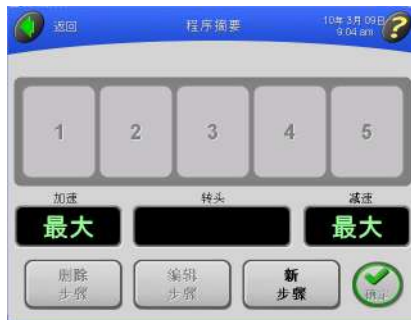 返回
程序摘要
10年 3月 09日
9:04 am
?
1 2 3 4 5
加速 转头 减速
最大 最大
删除
步骤
编辑
步骤
新
步骤
确定